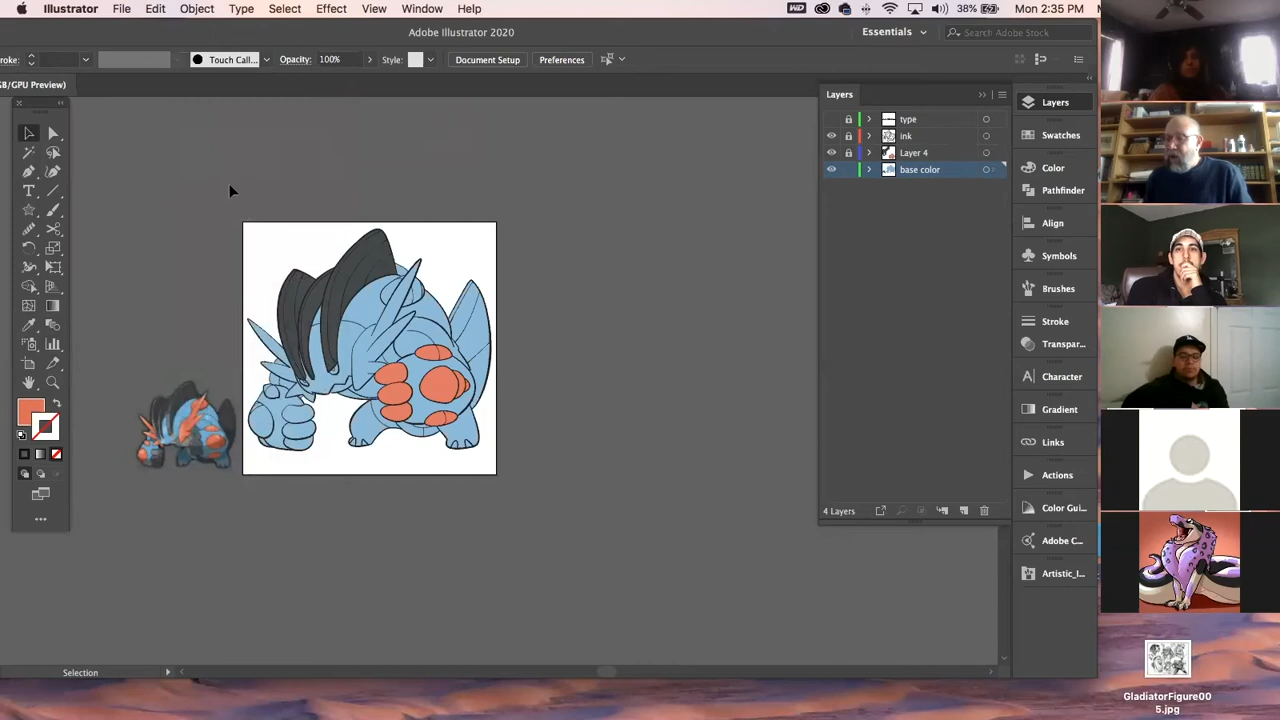 Illustrator File Edit Object Type Select Effect View Window Help 38% Mon 2:35 PM
Adobe Illustrator 2020
Essentials
Search Adobe Stock
roke:
Touch Call...
Opacity: 100%
Style:
Document Setup
Preferences
GB/GPU Preview)
Layers
type
ink
Layer 4
base color
4 Layers
Layers
Swatches
Color
Pathfinder
Align
Symbols
Brushes
Stroke
Transpar...
Character
Gradient
Links
Actions
Color Gui...
Adobe C...
Artistic_I...
Selection
GladiatorFigure00
5.jpg